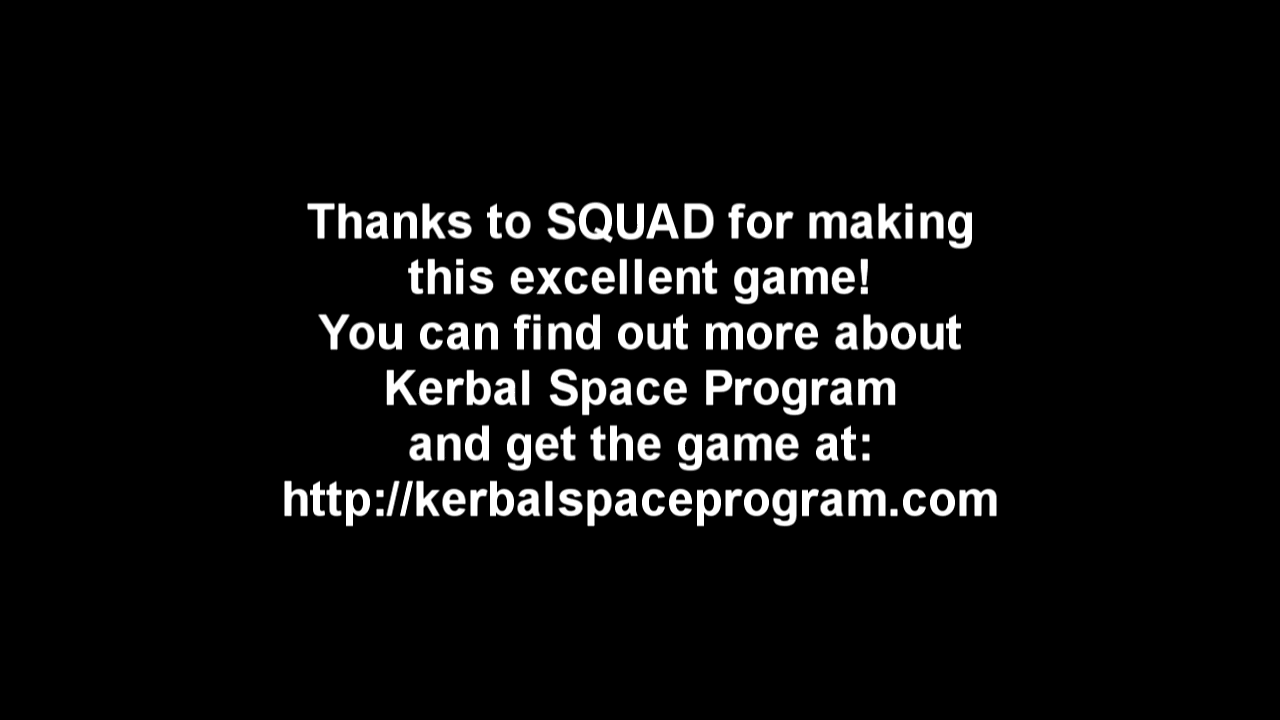 Thanks to SQUAD for making
this excellent game!
You can find out more about
Kerbal Space Program
and get the game at:
http://kerbalspaceprogram.com